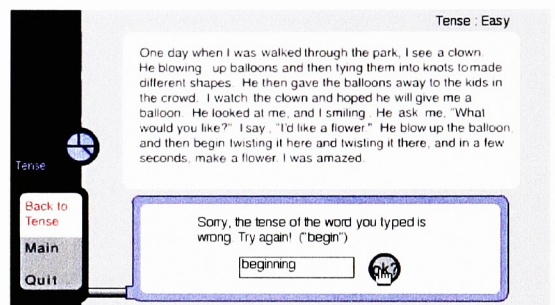 Tense : Easy
One day when I was walked through the park, I see a clown.
He blowing up balloons and then tying them into knots tomade
different shapes. He then gave the balloons away to the kids in
the crowd. I watch the clown and hoped he will give me a
balloon. He looked at me, and I smiling . He ask me, "What
would you like?" I say , "I'd like a flower." He blow up the balloon,
and then begin twisting it here and twisting it there, and in a few
seconds, make a flower. I was amazed.
Tense
Back to
Tense
Main
Quit
Sorry, the tense of the word you typed is
wrong. Try again! ("begin")
beginning
ok?